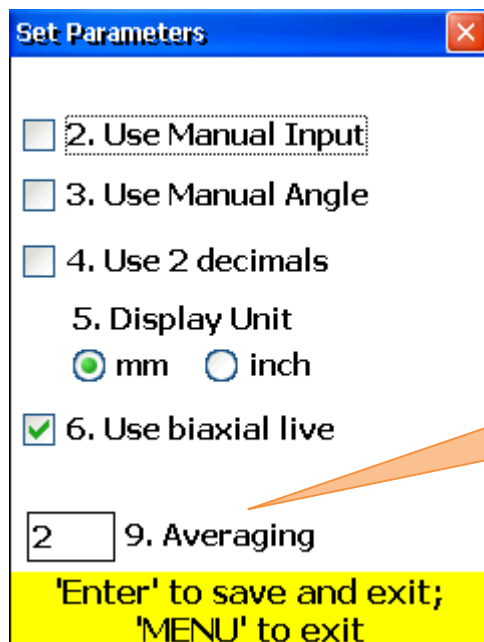 Set Parameters
2. Use Manual Input
3. Use Manual Angle
4. Use 2 decimals
5. Display Unit
mm inch
6. Use biaxial live
2 9. Averaging
'Enter' to save and exit;
'MENU' to exit